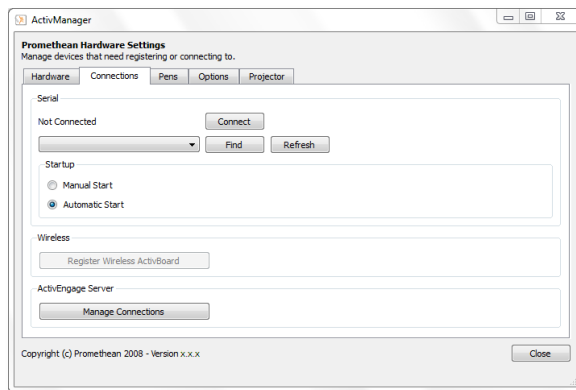 ActivManager
Promethean Hardware Settings
Manage devices that need registering or connecting to.
Hardware Connections Pens Options Projector
Serial
Not Connected Connect
Find Refresh
Startup
Manual Start
Automatic Start
Wireless
Register Wireless ActivBoard
ActivEngage Server
Manage Connections
Copyright (c) Promethean 2008 - Version x.x.x Close